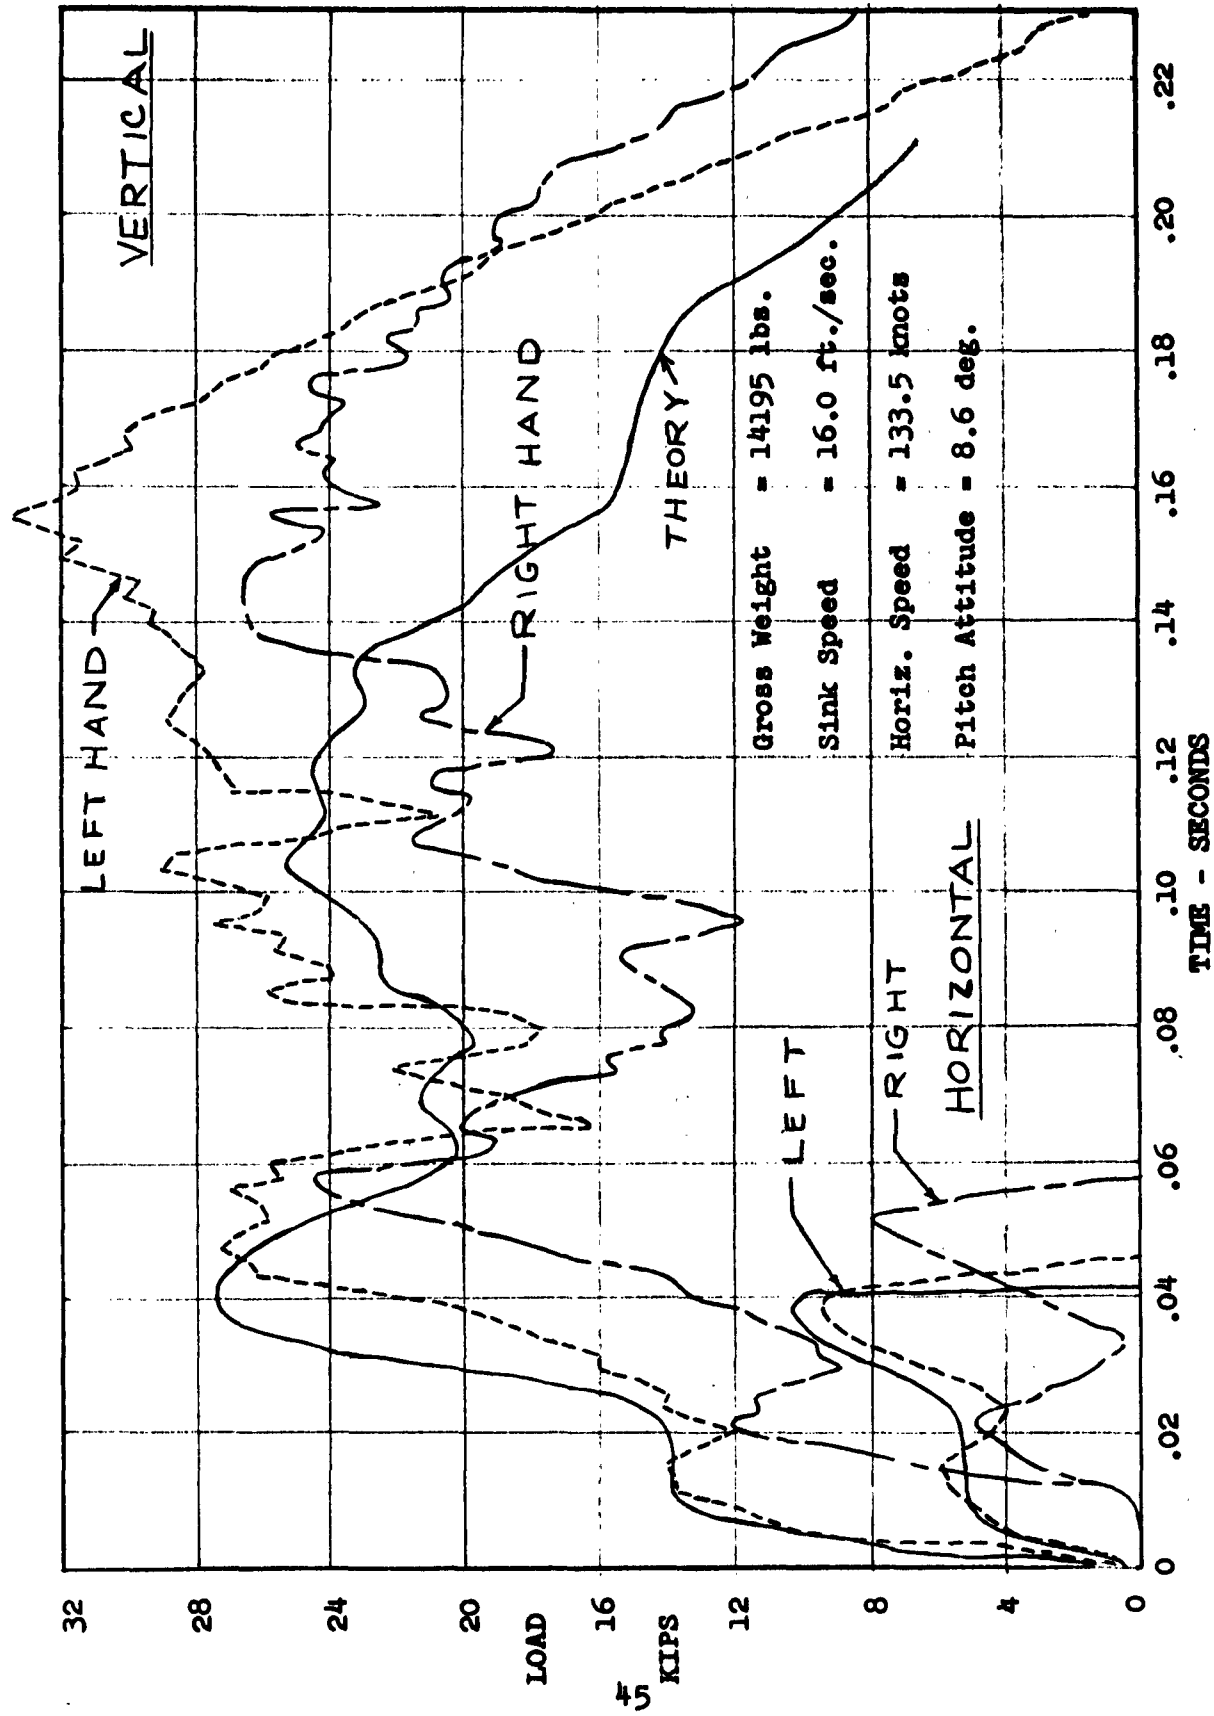 VERTICAL
LEFT HAND
RIGHT HAND
THEORY
Gross Weight = 14195 lbs.
Sink Speed = 16.0 ft./sec.
Horiz. Speed = 133.5 knots
Pitch Attitude = 8.6 deg.
LEFT
RIGHT
HORIZONTAL
32
28
24
20
16
12
8
4
0
LOAD
KIPS
0
.02
.04
.06
.08
.10
.12
.14
.16
.18
.20
.22
TIME - SECONDS
45